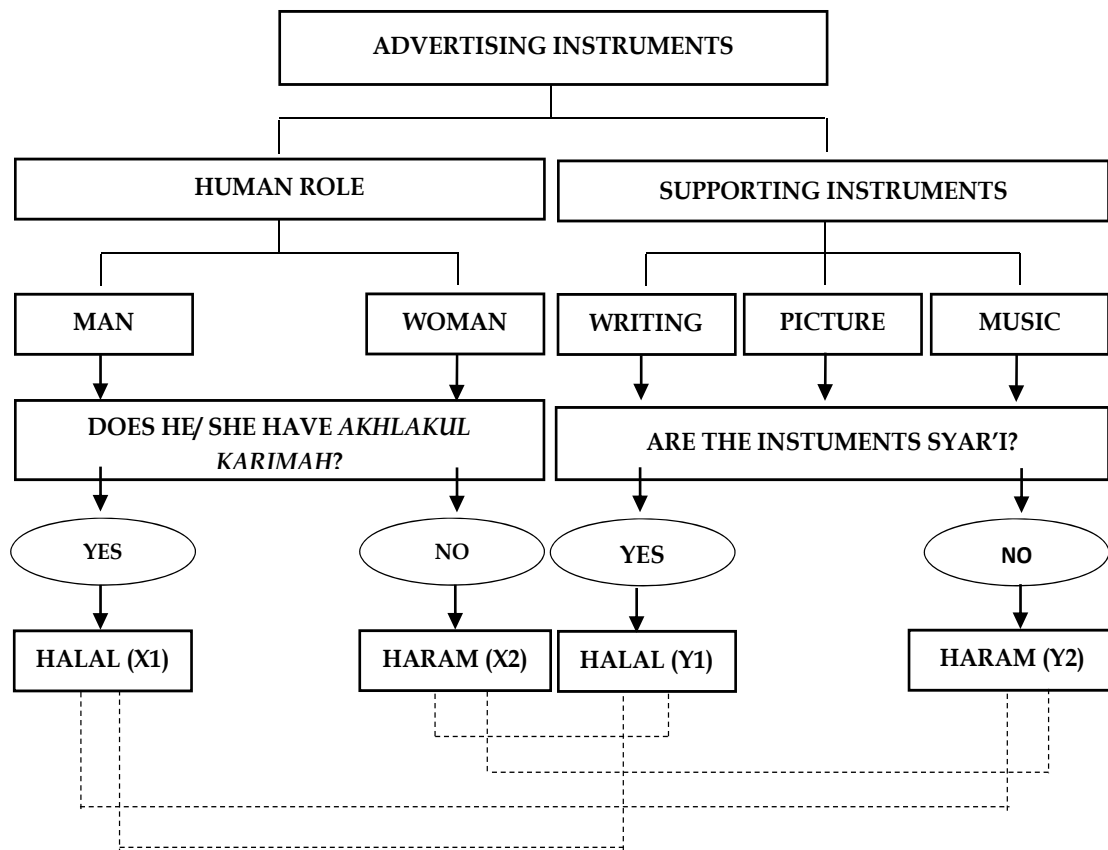 ADVERTISING INSTRUMENTS
HUMAN ROLE
SUPPORTING INSTRUMENTS
MAN
WOMAN
WRITING
PICTURE
MUSIC
DOES HE/ SHE HAVE AKHLAKUL
KARIMAH?
ARE THE INSTUMENTS SYAR'I?
YES
NO
YES
NO
HALAL (X1)
HARAM (X2)
HALAL (Y1)
HARAM (Y2)